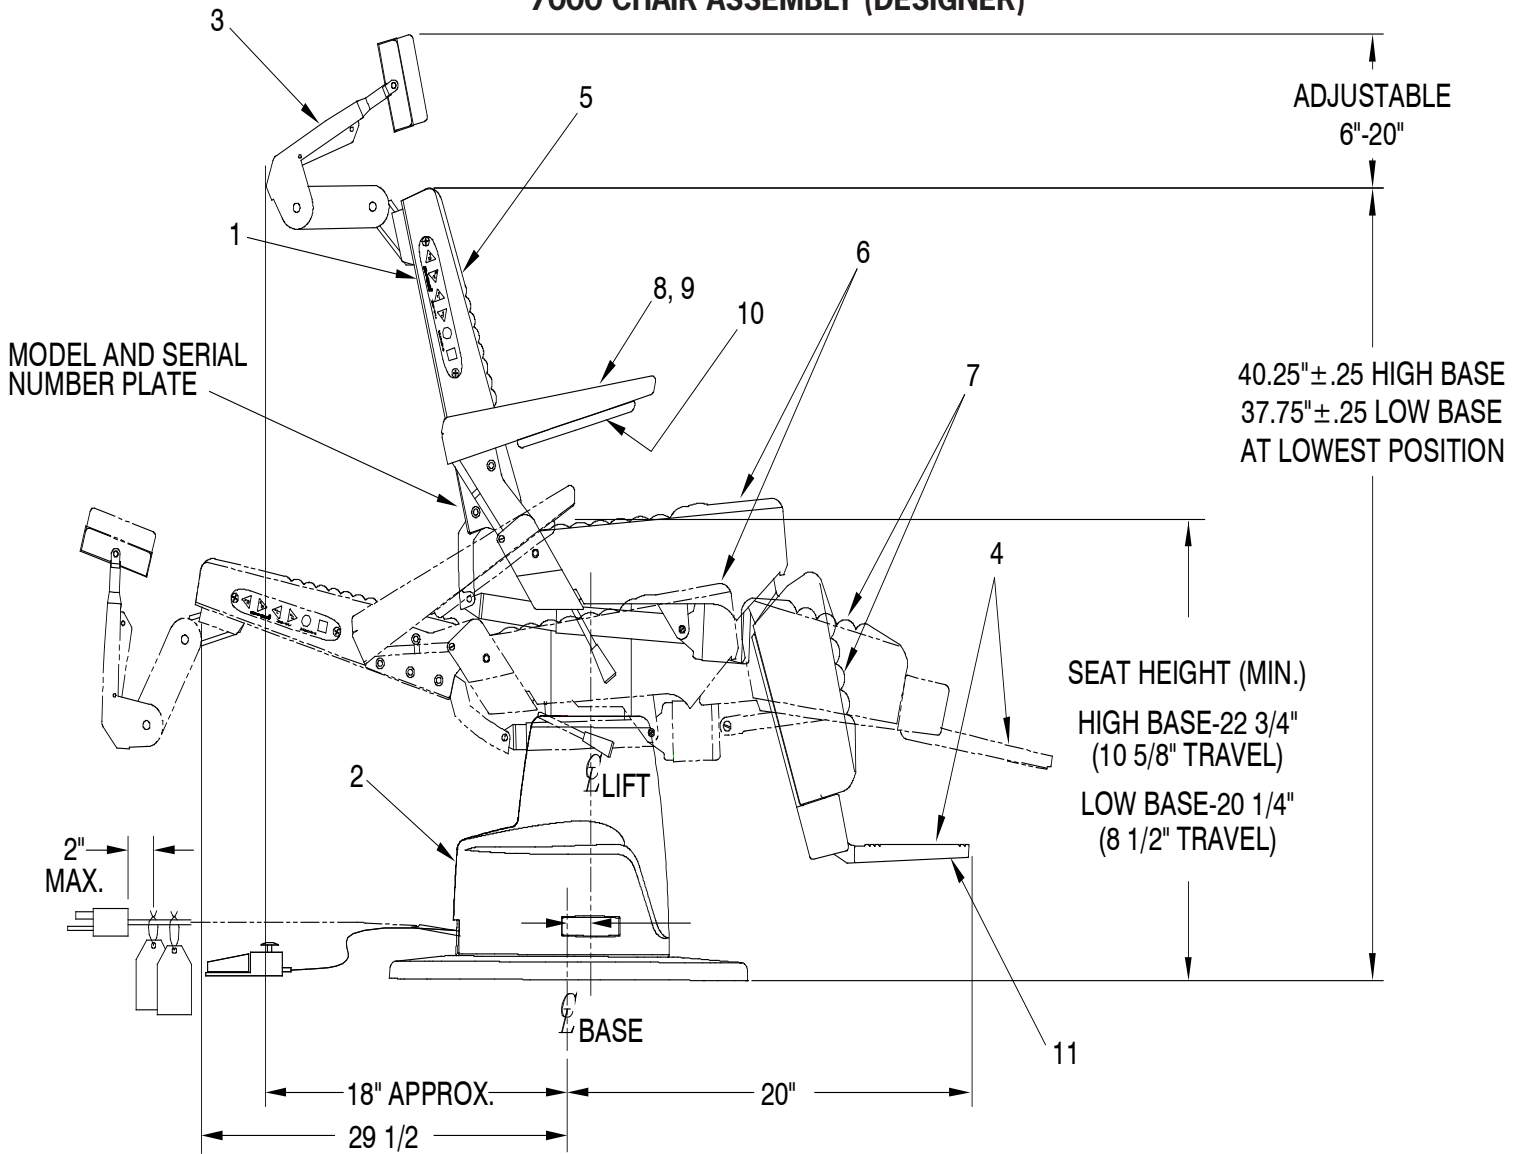 7000 CHAIR ASSEMBLY (DESIGNER)
3
5
ADJUSTABLE
6"-20"
1
6
8, 9
10
MODEL AND SERIAL
NUMBER PLATE
7
40.25"±.25 HIGH BASE
37.75"±.25 LOW BASE
AT LOWEST POSITION
4
SEAT HEIGHT (MIN.)
HIGH BASE-22 3/4"
(10 5/8" TRAVEL)
LOW BASE-20 1/4"
(8 1/2" TRAVEL)
2
℄ LIFT
2"
MAX.
℄ BASE
11
18" APPROX.
20"
29 1/2